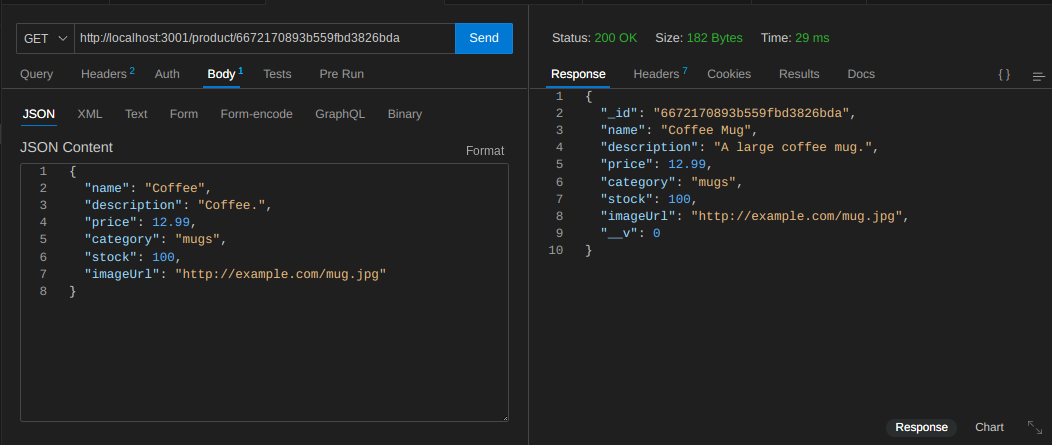 GET http://localhost:3001/product/6672170893b559fbd3826bda Send
Query Headers 2 Auth Body 1 Tests Pre Run
JSON XML Text Form Form-encode GraphQL Binary
JSON Content Format
1 {
2 "name": "Coffee",
3 "description": "Coffee.",
4 "price": 12.99,
5 "category": "mugs",
6 "stock": 100,
7 "imageUrl": "http://example.com/mug.jpg"
8 }
Status: 200 OK Size: 182 Bytes Time: 29 ms
Response Headers 7 Cookies Results Docs { }
1 {
2 "_id": "6672170893b559fbd3826bda",
3 "name": "Coffee Mug",
4 "description": "A large coffee mug.",
5 "price": 12.99,
6 "category": "mugs",
7 "stock": 100,
8 "imageUrl": "http://example.com/mug.jpg",
9 "__v": 0
10 }
Response Chart